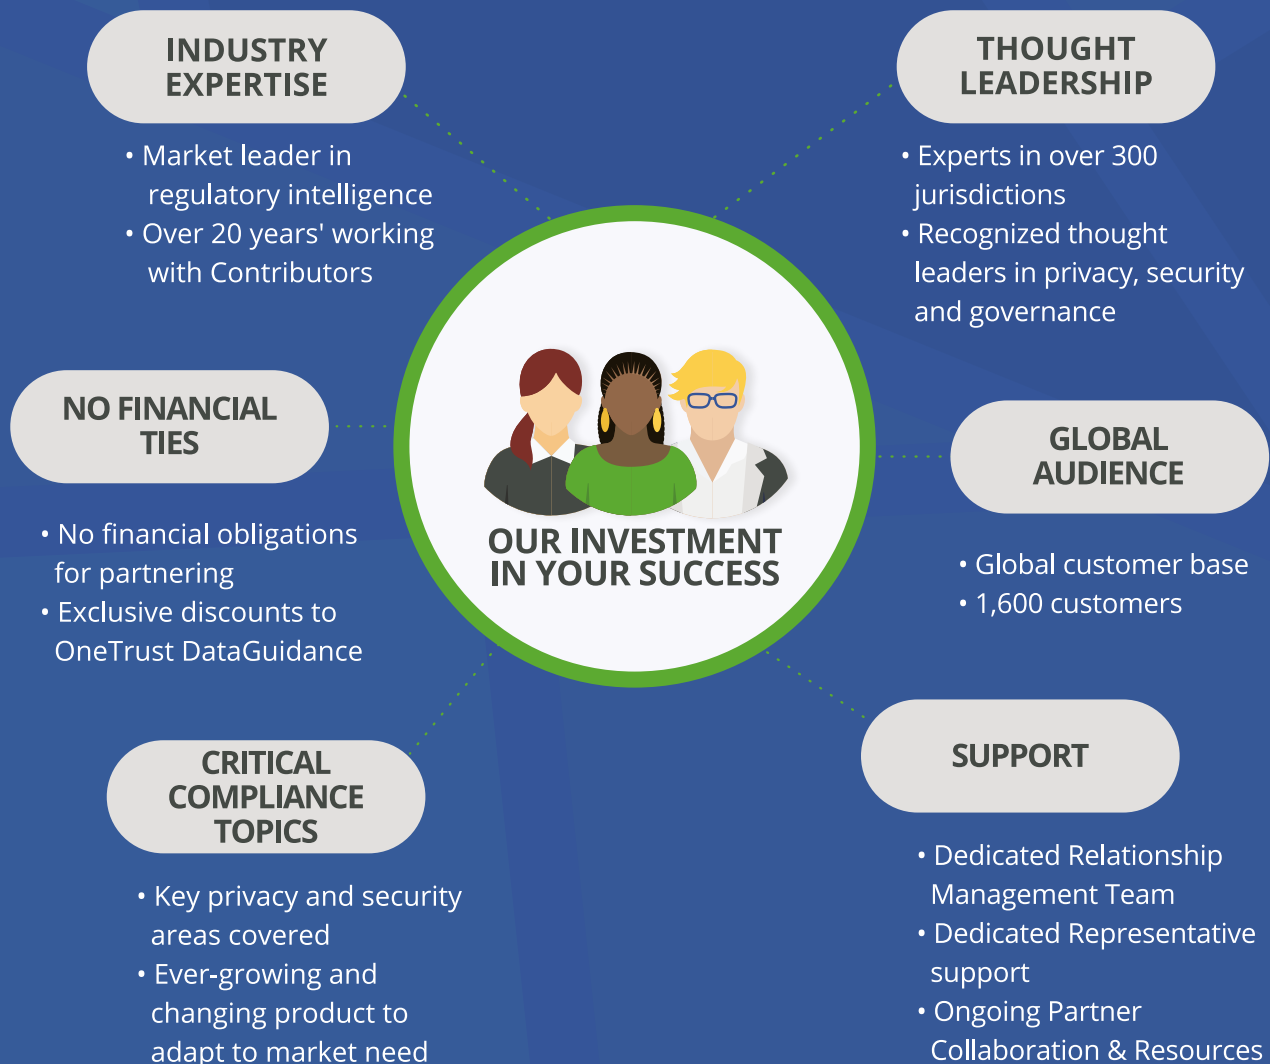 INDUSTRY
EXPERTISE
• Market leader in
regulatory intelligence
• Over 20 years' working
with Contributors
THOUGHT
LEADERSHIP
• Experts in over 300
jurisdictions
• Recognized thought
leaders in privacy, security
and governance
NO FINANCIAL
TIES
• No financial obligations
for partnering
• Exclusive discounts to
OneTrust DataGuidance
OUR INVESTMENT
IN YOUR SUCCESS
GLOBAL
AUDIENCE
• Global customer base
• 1,600 customers
CRITICAL
COMPLIANCE
TOPICS
• Key privacy and security
areas covered
• Ever-growing and
changing product to
adapt to market need
SUPPORT
• Dedicated Relationship
Management Team
• Dedicated Representative
support
• Ongoing Partner
Collaboration & Resources